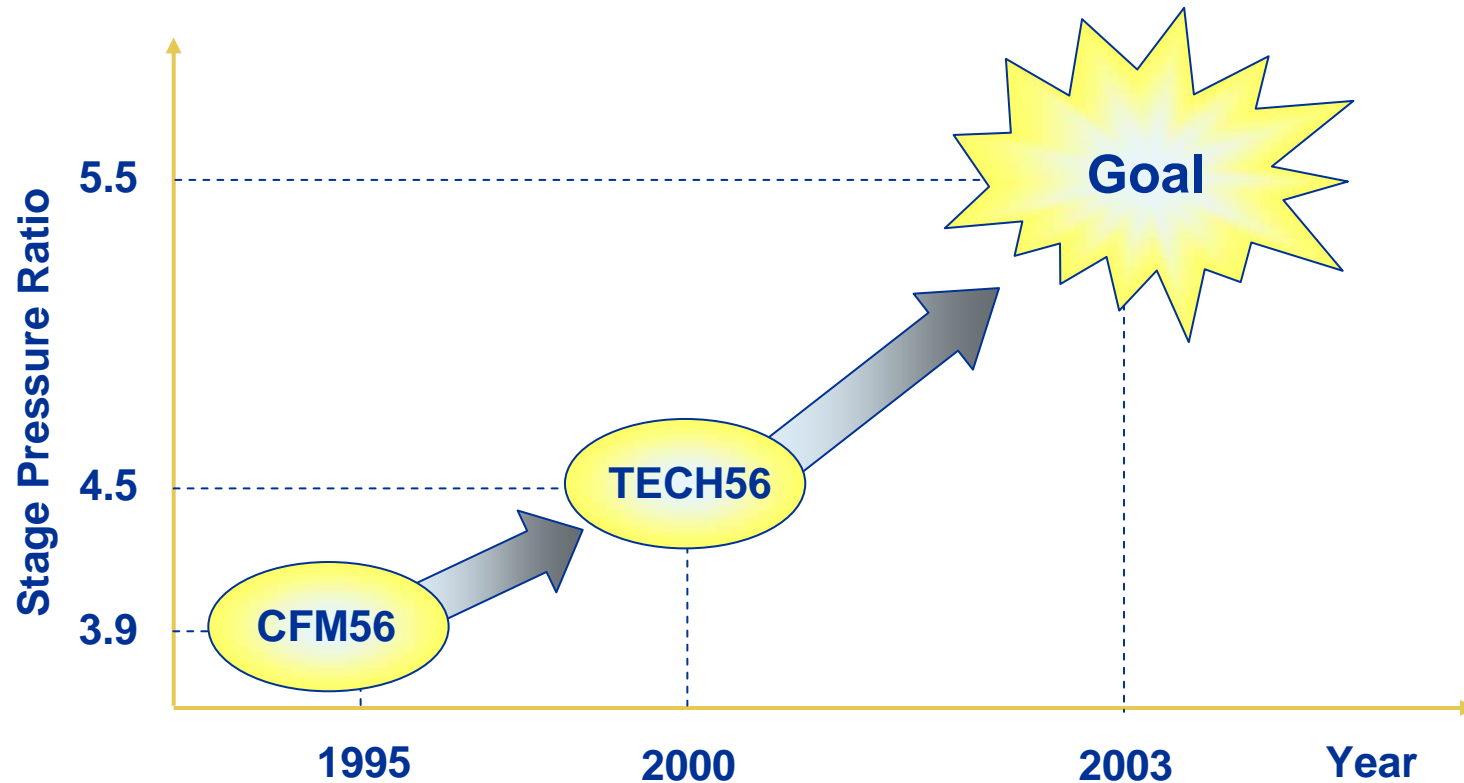 Goal
5.5
Stage Pressure Ratio
TECH56
4.5
CFM56
3.9
1995
2000
2003
Year